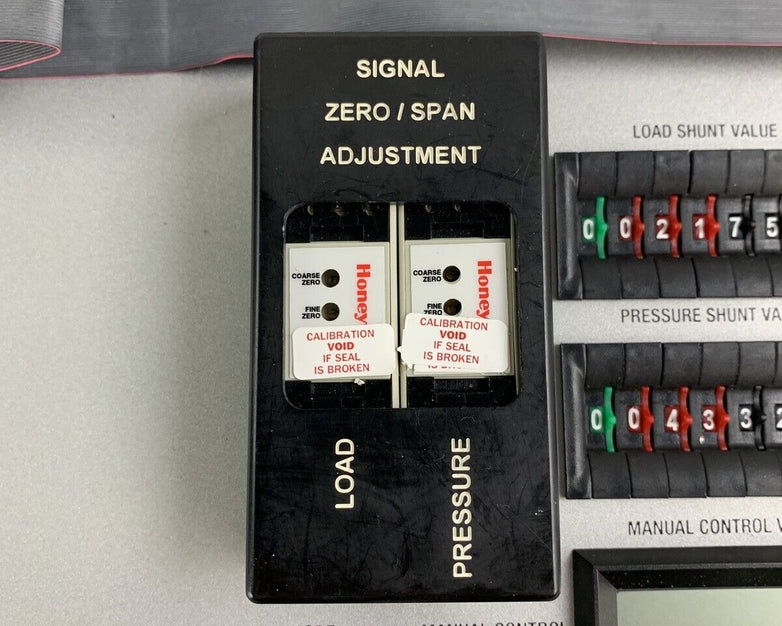 SIGNAL
ZERO / SPAN
ADJUSTMENT
COARSE
ZERO
FINE
ZERO
Honey
CALIBRATION
VOID
IF SEAL
IS BROKEN
COARSE
ZERO
FINE
ZERO
Honey
CALIBRATION
VOID
IF SEAL
IS BROKEN
LOAD
PRESSURE
LOAD SHUNT VALUE
0 0 2 1 7 5
PRESSURE SHUNT VA
0 0 4 3 3
MANUAL CONTROL V
MANUAL CONTROL